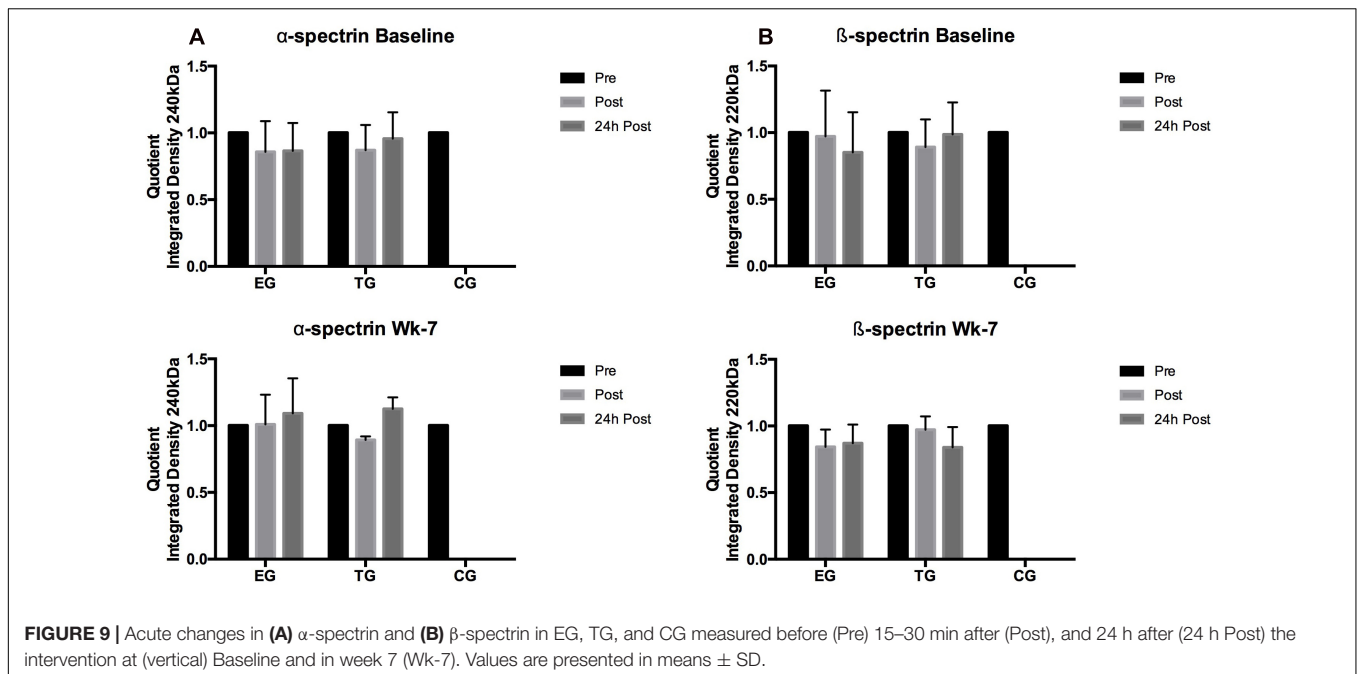 A
α-spectrin Baseline
Quotient
Integrated Density 240kDa
1.5
1.0
0.5
0.0
EG
TG
CG
Pre
Post
24h Post
B
ß-spectrin Baseline
Quotient
Integrated Density 220kDa
1.5
1.0
0.5
0.0
EG
TG
CG
Pre
Post
24h Post
α-spectrin Wk-7
Quotient
Integrated Density 240kDa
1.5
1.0
0.5
0.0
EG
TG
CG
Pre
Post
24h Post
ß-spectrin Wk-7
Quotient
Integrated Density 220kDa
1.5
1.0
0.5
0.0
EG
TG
CG
Pre
Post
24h Post
FIGURE 9 | Acute changes in (A) α-spectrin and (B) β-spectrin in EG, TG, and CG measured before (Pre) 15–30 min after (Post), and 24 h after (24 h Post) the
intervention at (vertical) Baseline and in week 7 (Wk-7). Values are presented in means ± SD.